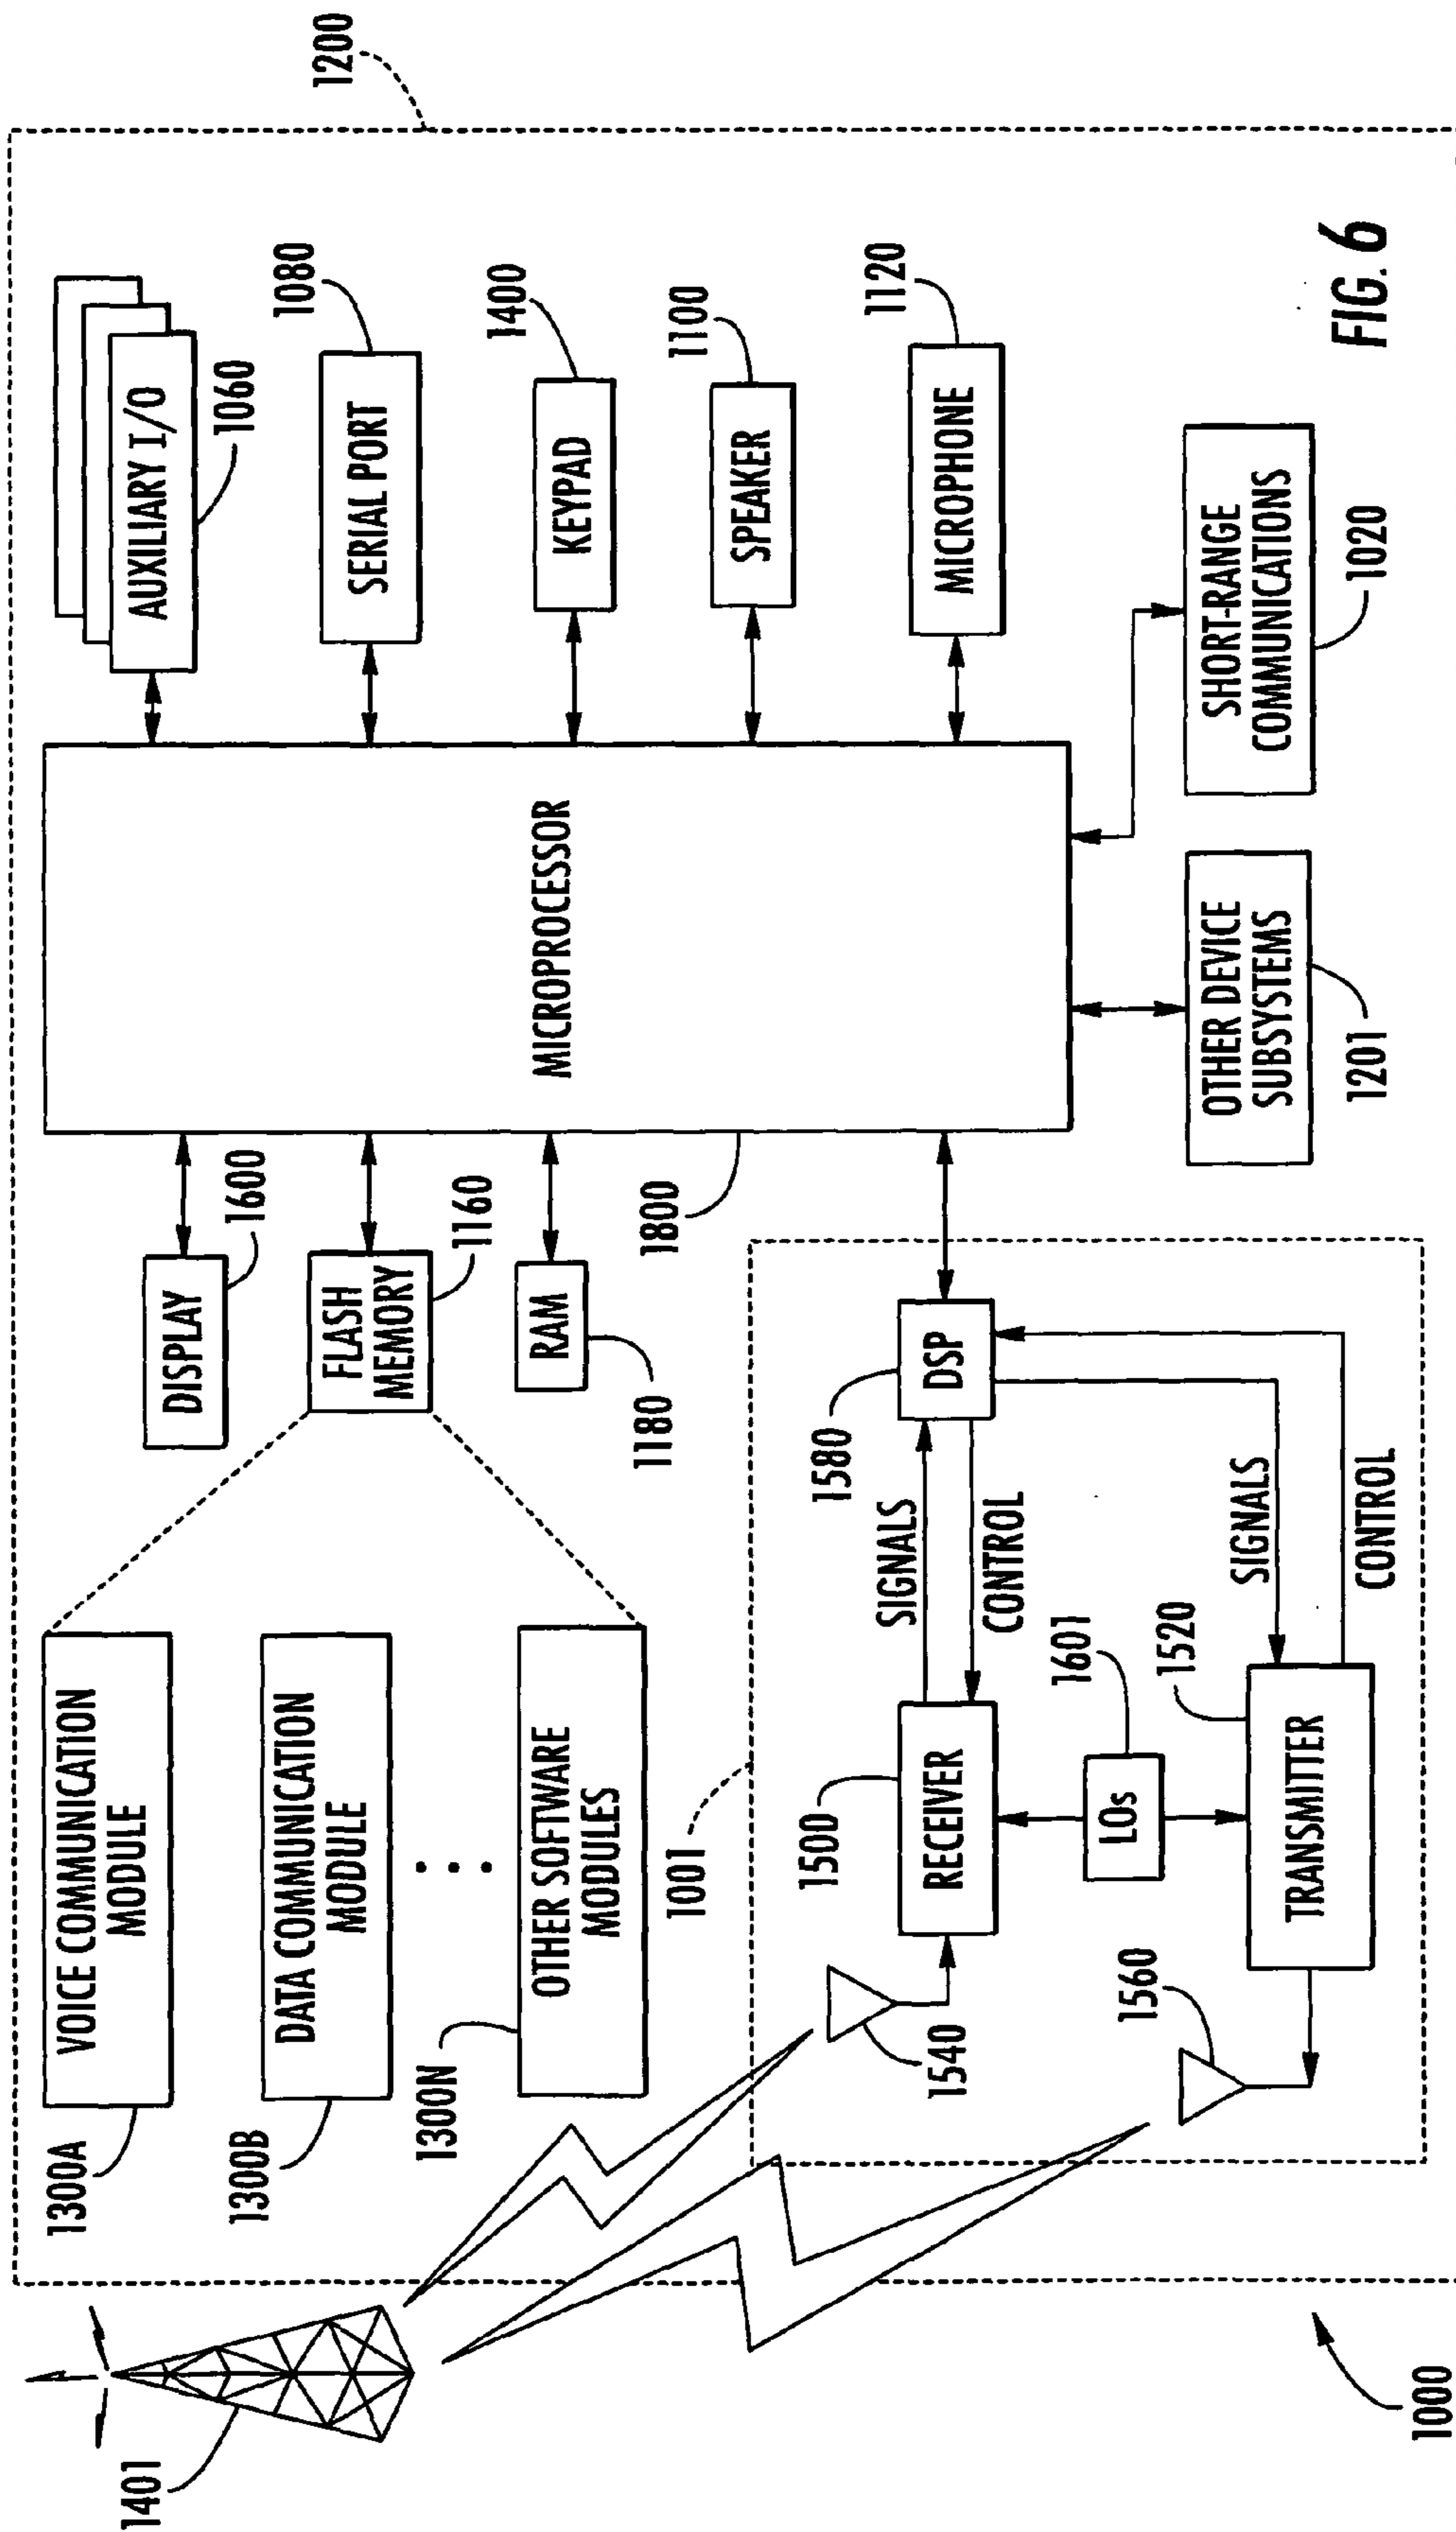 1401
1000
1300A
VOICE COMMUNICATION
MODULE
1300B
DATA COMMUNICATION
MODULE
1300N
OTHER SOFTWARE
MODULES
DISPLAY
1600
FLASH
MEMORY
1160
RAM
1180
MICROPROCESSOR
1800
AUXILIARY I/O
1060
SERIAL PORT
1080
KEYPAD
1400
SPEAKER
1100
MICROPHONE
1120
1200
1001
1500
RECEIVER
1540
SIGNALS
CONTROL
1580
DSP
LOs
1601
1560
TRANSMITTER
1520
SIGNALS
CONTROL
OTHER DEVICE
SUBSYSTEMS
1201
SHORT-RANGE
COMMUNICATIONS
1020
FIG. 6